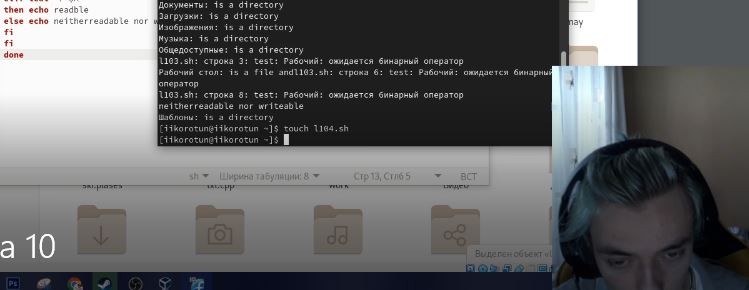 then echo readble
else echo neitherreadable nor w
fi
fi
done
Документы: is a directory
Загрузки: is a directory
Изображения: is a directory
Музыка: is a directory
Общедоступные: is a directory
l103.sh: строка 3: test: Рабочий: ожидается бинарный оператор
Рабочий стол: is a file andl103.sh: строка 6: test: Рабочий: ожидается бинарный
оператор
l103.sh: строка 8: test: Рабочий: ожидается бинарный оператор
neitherreadable nor writeable
Шаблоны: is a directory
[iikorotun@iikorotun ~]$ touch l104.sh
[iikorotun@iikorotun ~]$
may
sh
Ширина табуляции: 8
Стр 13, Стлб 5
ВСТ
ski.plases
txt.cpp
work
Видео
а 10
Выделен объект «l
Ps